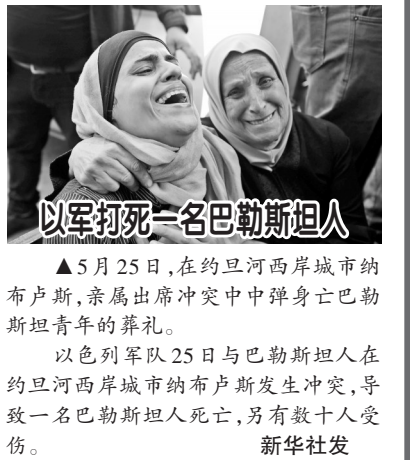 以军打死一名巴勒斯坦人
▲5月25日,在约旦河西岸城市纳
布卢斯,亲属出席冲突中中弹身亡巴勒
斯坦青年的葬礼。
以色列军队25日与巴勒斯坦人在
约旦河西岸城市纳布卢斯发生冲突,导
致一名巴勒斯坦人死亡,另有数十人受
伤。 新华社发